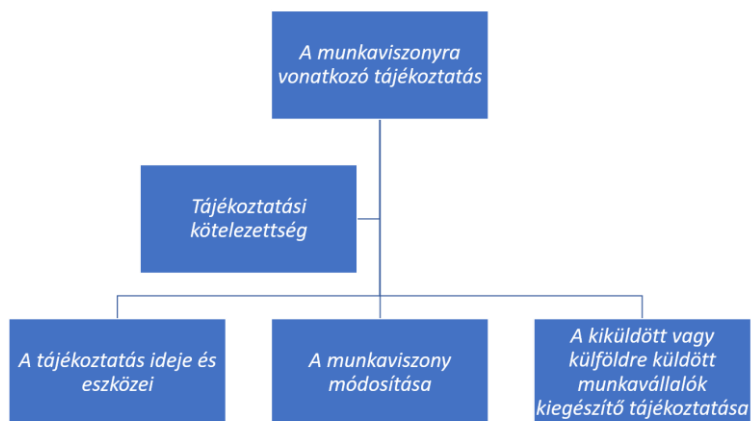 A munkaviszonyra
vonatkozó tájékoztatás
Tájékoztatási
kötelezettség
A tájékoztatás ideje és
eszközei
A munkaviszony
módosítása
A kiküldött vagy
külföldre küldött
munkavállalók
kiegészítő tájékoztatása